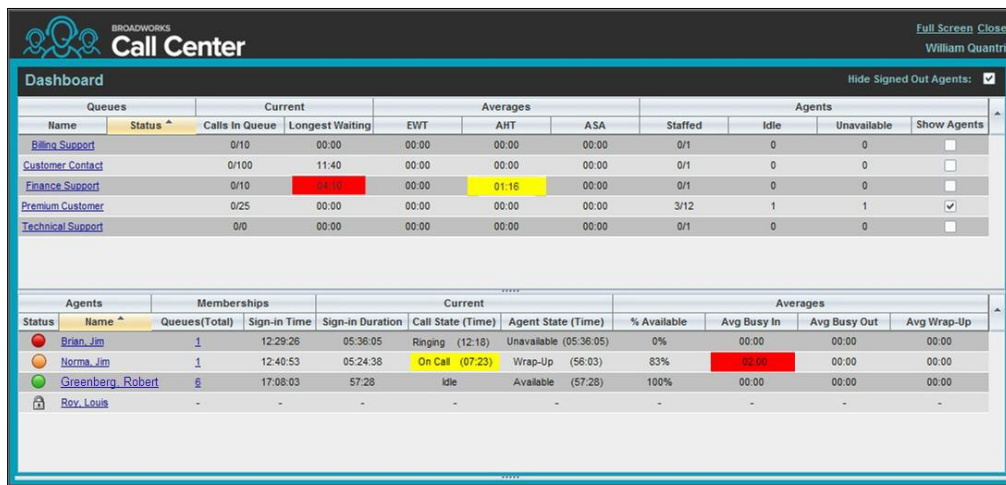 BROADWORKS
Call Center
Full Screen Close
William Quantri
Dashboard Hide Signed Out Agents:
Queues Current Averages Agents
Name Status Calls In Queue Longest Waiting EWT AHT ASA Staffed Idle Unavailable Show Agents
Billing Support 0/10 00:00 00:00 00:00 00:00 0/1 0 0
Customer Contact 0/100 11:40 00:00 00:00 00:00 0/1 0 0
Finance Support 0/10 04:10 00:00 01:16 00:00 0/1 0 0
Premium Customer 0/25 00:00 00:00 00:00 00:00 3/12 1 1
Technical Support 0/0 00:00 00:00 00:00 00:00 0/1 0 0
Agents Memberships Current Averages
Status Name Queues(Total) Sign-in Time Sign-in Duration Call State (Time) Agent State (Time) % Available Avg Busy In Avg Busy Out Avg Wrap-Up
Brian, Jim 1 12:29:26 05:36:05 Ringing (12:18) Unavailable (05:36:05) 0% 00:00 00:00 00:00
Norma, Jim 1 12:40:53 05:24:38 On Call (07:23) Wrap-Up (56:03) 83% 02:00 00:00 00:00
Greenberg, Robert 6 17:08:03 57:28 Idle Available (57:28) 100% 00:00 00:00 00:00
Roy, Louis - - - - - - - - -